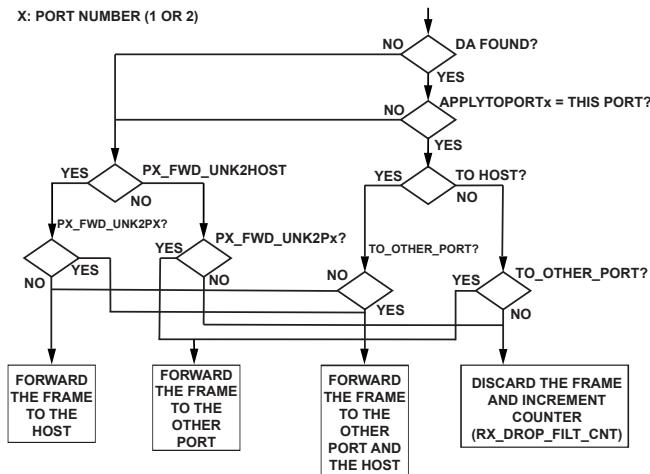 X: PORT NUMBER (1 OR 2)
NO
DA FOUND?
YES
NO
APPLYTOPORTx = THIS PORT?
YES
YES
PX_FWD_UNK2HOST
NO
YES
TO HOST?
NO
PX_FWD_UNK2PX?
YES
NO
YES
PX_FWD_UNK2Px?
NO
TO_OTHER_PORT?
NO
YES
TO_OTHER_PORT?
YES
NO
FORWARD
THE FRAME
TO THE
HOST
FORWARD
THE FRAME
TO THE
OTHER
PORT
FORWARD
THE FRAME
TO THE
OTHER
PORT AND
THE HOST
DISCARD THE FRAME
AND INCREMENT
COUNTER
(RX_DROP_FILT_CNT)